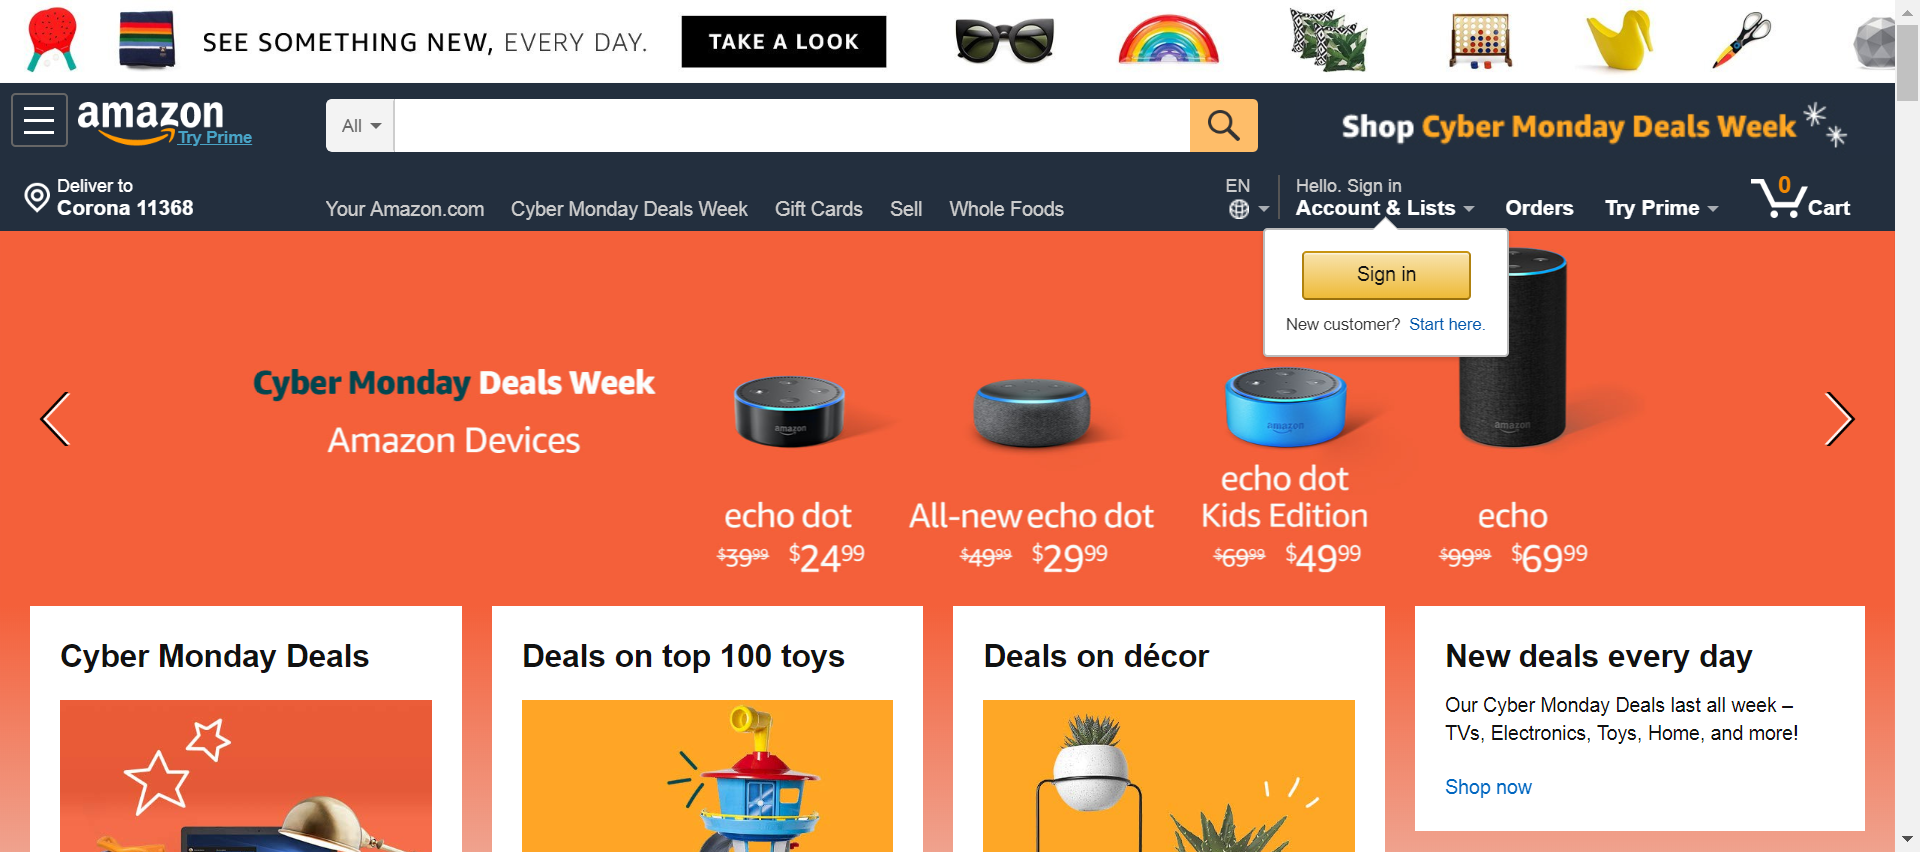 SEE SOMETHING NEW, EVERY DAY.
TAKE A LOOK
amazon
Try Prime
All
Shop Cyber Monday Deals Week
Deliver to
Corona 11368
Your Amazon.com Cyber Monday Deals Week Gift Cards Sell Whole Foods
EN
Hello. Sign in
Account & Lists
Orders
Try Prime
0
Cart
Sign in
New customer? Start here.
Cyber Monday Deals Week
Amazon Devices
amazon
amazon
amazon
echo dot
$39.99 $24.99
All-new echo dot
$49.99 $29.99
echo dot
Kids Edition
$69.99 $49.99
echo
$99.99 $69.99
Cyber Monday Deals
Deals on top 100 toys
Deals on décor
New deals every day
Our Cyber Monday Deals last all week –
TVs, Electronics, Toys, Home, and more!
Shop now